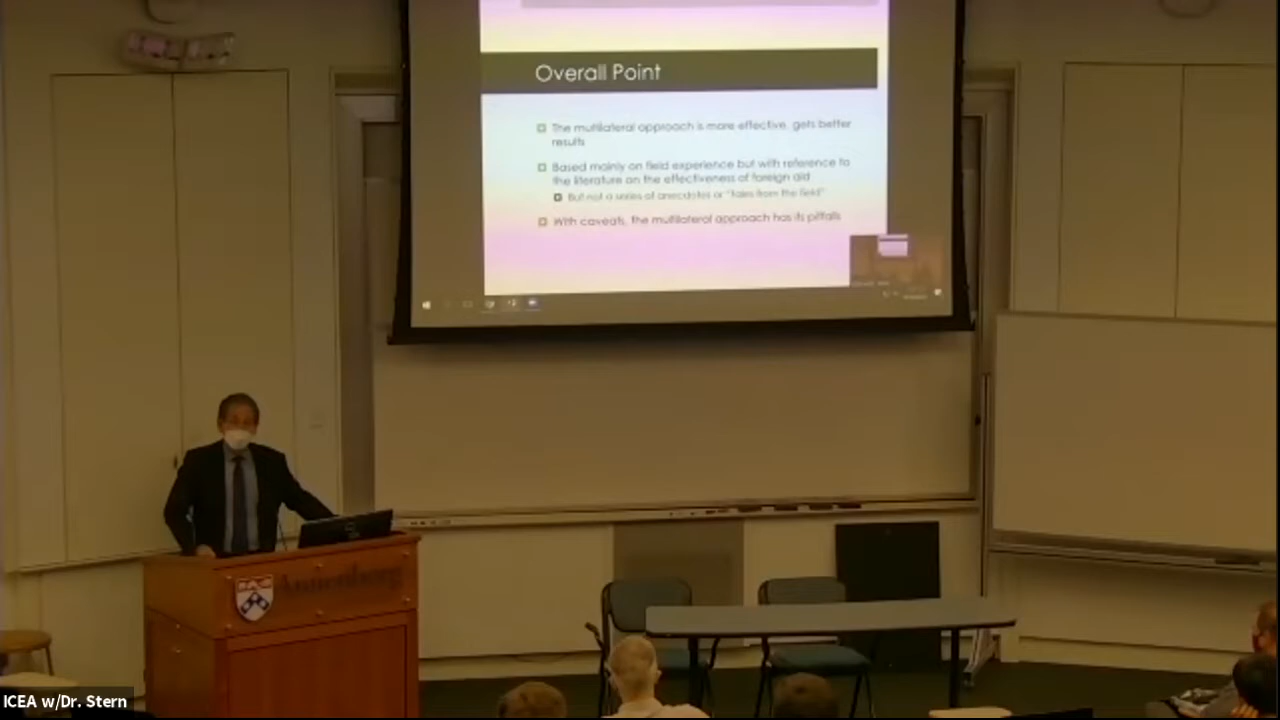 Overall Point
The multilateral approach is more effective, gets better
results
Based mainly on field experience but with reference to
the literature on the effectiveness of foreign aid
But not a series of anecdotes or "tales from the field"
With caveats, the multilateral approach has its pitfalls
Annenberg
ICEA w/Dr. Stern